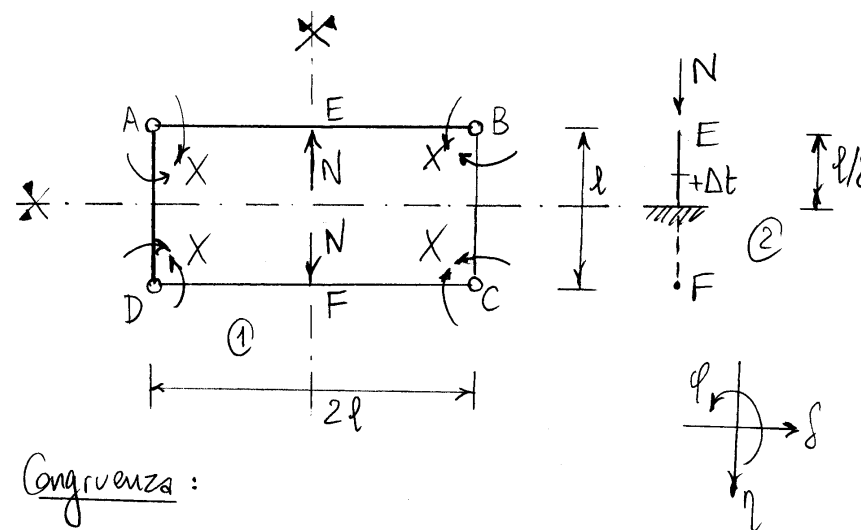 A E B N
X X E
N l +Δt l/2
N
X X ②
D F C F
①
2l φ δ
η
Congruenza :